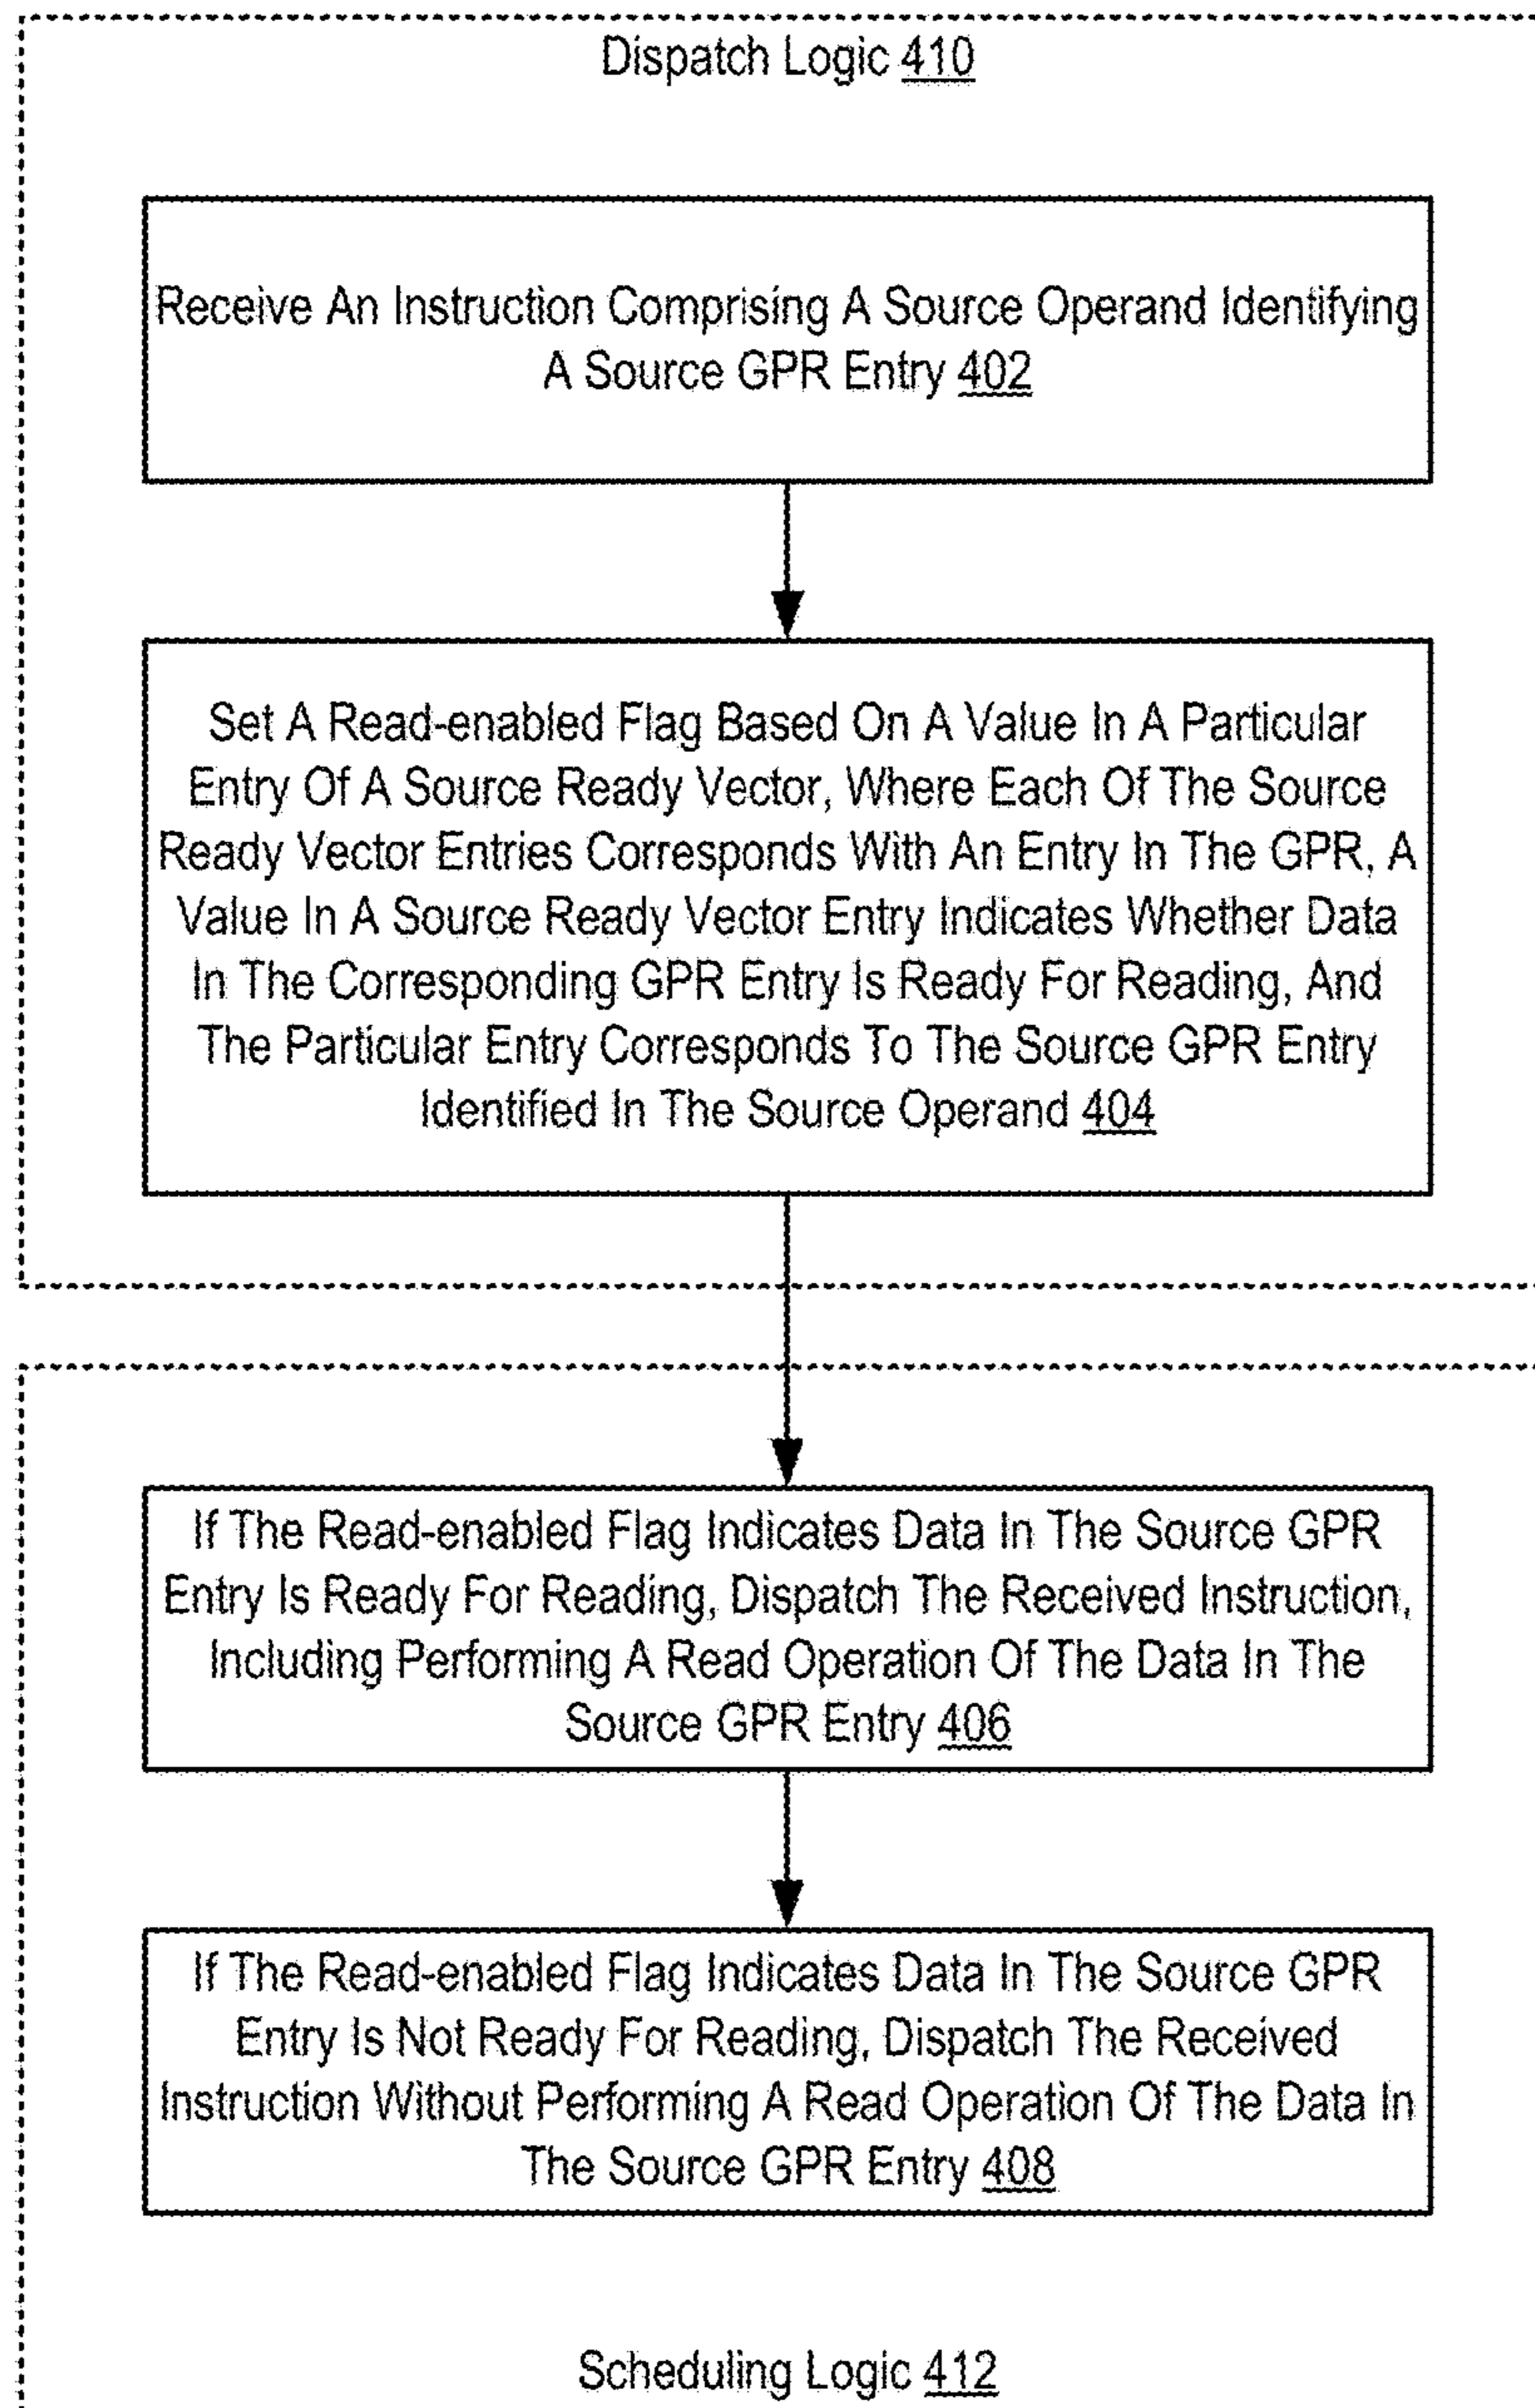 Dispatch Logic 410
Receive An Instruction Comprising A Source Operand Identifying
A Source GPR Entry 402
Set A Read-enabled Flag Based On A Value In A Particular
Entry Of A Source Ready Vector, Where Each Of The Source
Ready Vector Entries Corresponds With An Entry In The GPR, A
Value In A Source Ready Vector Entry Indicates Whether Data
In The Corresponding GPR Entry Is Ready For Reading, And
The Particular Entry Corresponds To The Source GPR Entry
Identified In The Source Operand 404
If The Read-enabled Flag Indicates Data In The Source GPR
Entry Is Ready For Reading, Dispatch The Received Instruction,
Including Performing A Read Operation Of The Data In The
Source GPR Entry 406
If The Read-enabled Flag Indicates Data In The Source GPR
Entry Is Not Ready For Reading, Dispatch The Received
Instruction Without Performing A Read Operation Of The Data In
The Source GPR Entry 408
Scheduling Logic 412